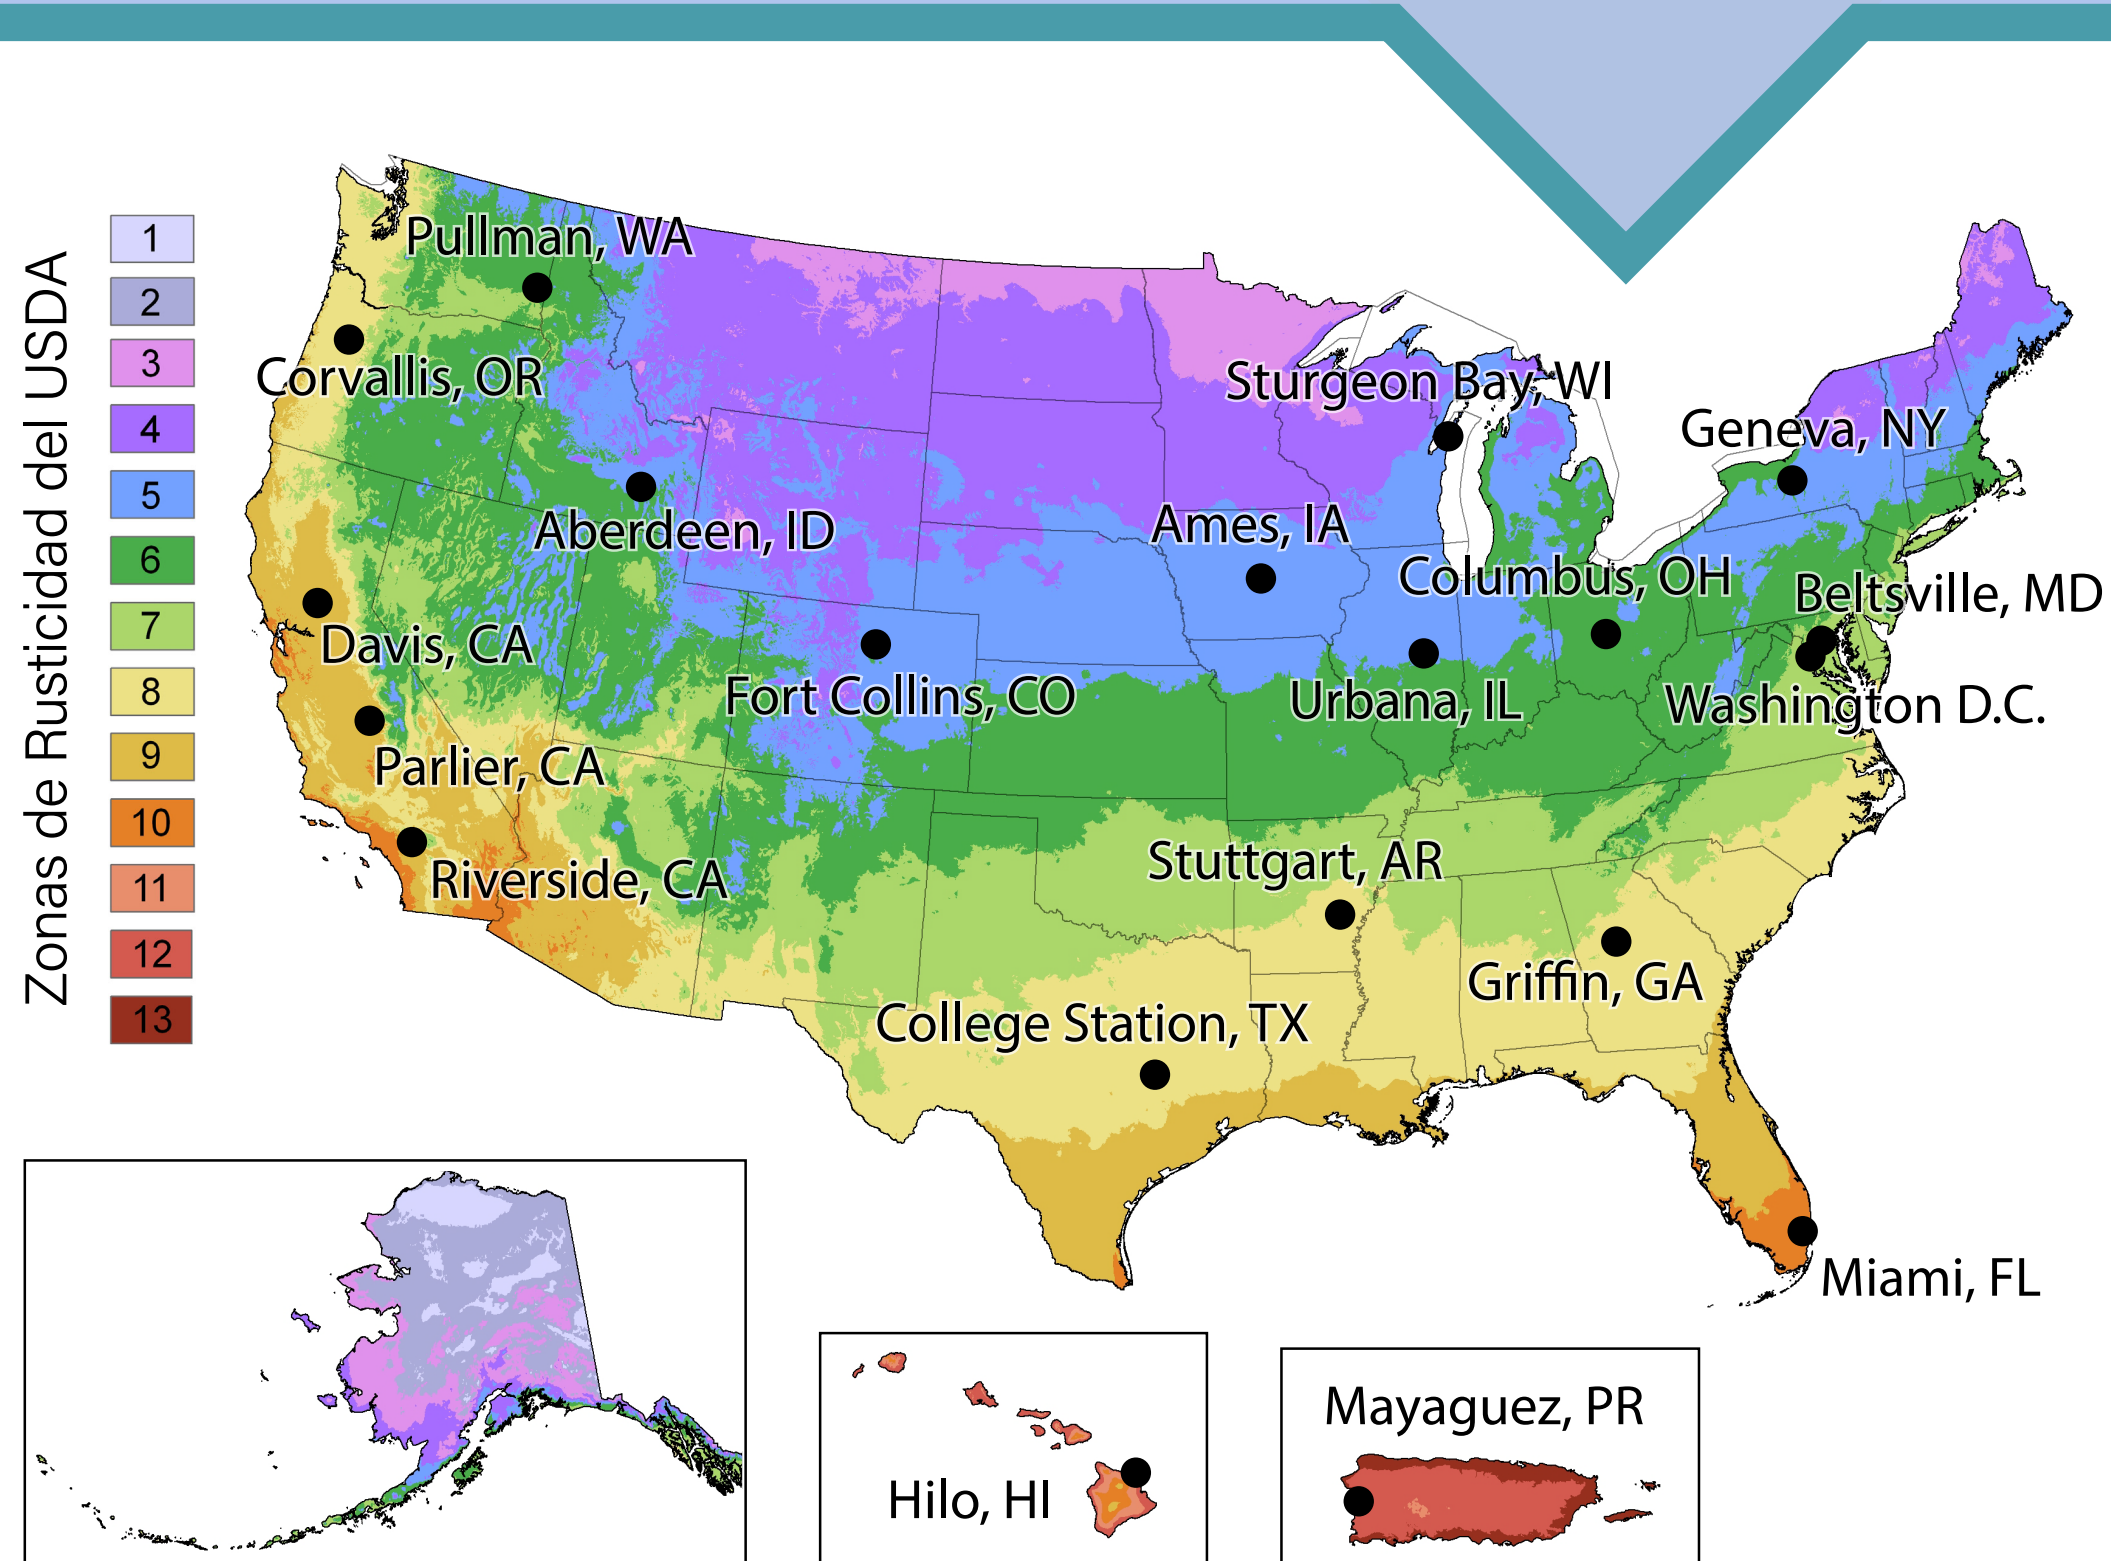 Zonas de Rusticidad del USDA
1
2
3
4
5
6
7
8
9
10
11
12
13
Pullman, WA
Corvallis, OR
Sturgeon Bay, WI
Geneva, NY
Aberdeen, ID
Ames, IA
Columbus, OH
Beltsville, MD
Davis, CA
Fort Collins, CO
Urbana, IL
Washington D.C.
Parlier, CA
Riverside, CA
Stuttgart, AR
Griffin, GA
College Station, TX
Miami, FL
Mayaguez, PR
Hilo, HI